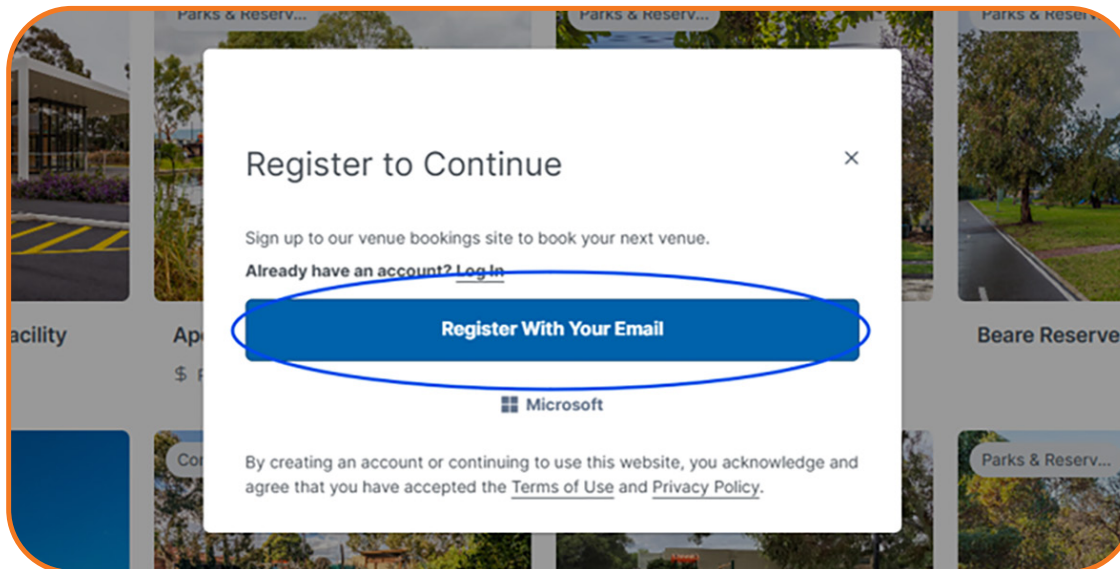 Parks & Reserv...
Parks & Reserv...
Parks & Reserv...
Register to Continue
Sign up to our venue bookings site to book your next venue.
Already have an account? Log In
Register With Your Email
Microsoft
By creating an account or continuing to use this website, you acknowledge and
agree that you have accepted the Terms of Use and Privacy Policy.
acility
Ap
$
Beare Reserve
Co
Parks & Reserv...